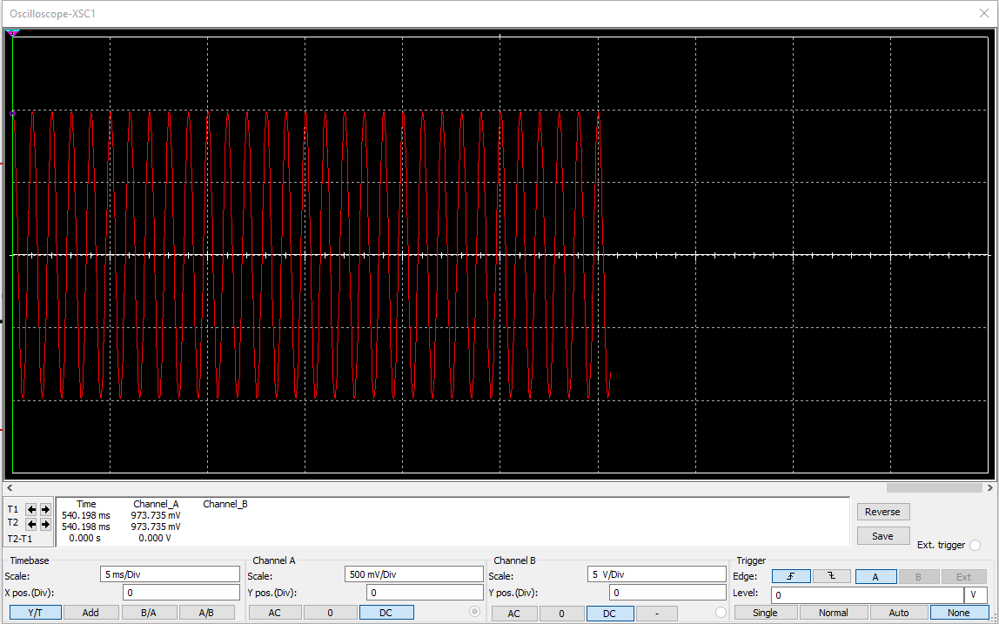 Oscilloscope-XSC1
T1
T2
T2-T1
Time Channel_A Channel_B
540.198 ms 973.735 mV
540.198 ms 973.735 mV
0.000 s 0.000 V
Reverse
Save
Ext. trigger
Timebase
Scale: 5 ms/Div
X pos.(Div): 0
Y/T Add B/A A/B
Channel A
Scale: 500 mV/Div
Y pos.(Div): 0
AC 0 DC
Channel B
Scale: 5 V/Div
Y pos.(Div): 0
AC 0 DC -
Trigger
Edge: A B Ext
Level: 0 V
Single Normal Auto None